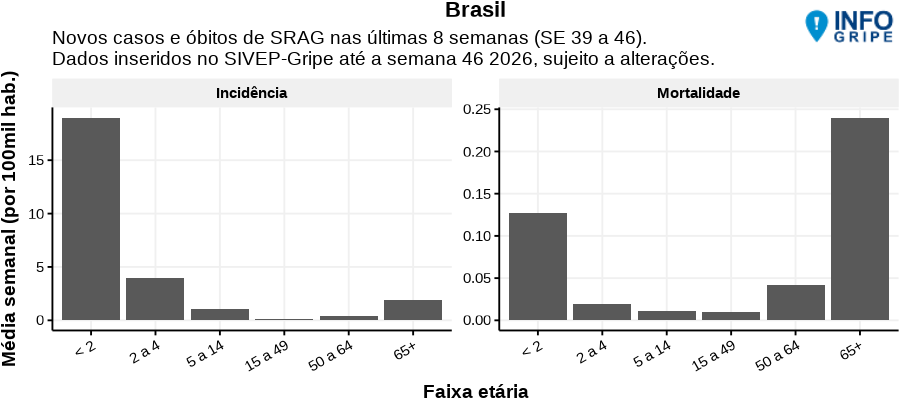 Brasil
INFO
GRIPE
Novos casos e óbitos de SRAG nas últimas 8 semanas (SE 39 a 46).
Dados inseridos no SIVEP-Gripe até a semana 46 2026, sujeito a alterações.
Média semanal (por 100mil hab.)
Incidência
15
10
5
0
< 2
2 a 4
5 a 14
15 a 49
50 a 64
65+
Mortalidade
0.25
0.20
0.15
0.10
0.05
0.00
< 2
2 a 4
5 a 14
15 a 49
50 a 64
65+
Faixa etária